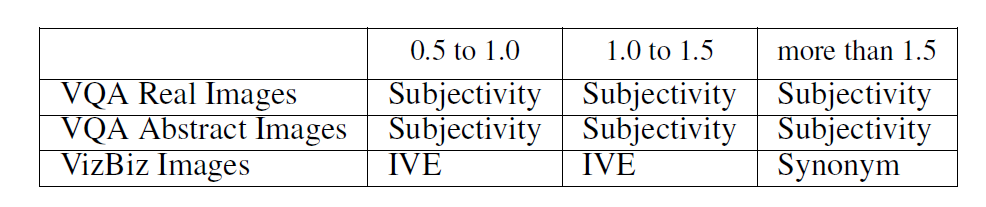 0.5 to 1.0 1.0 to 1.5 more than 1.5
VQA Real Images Subjectivity Subjectivity Subjectivity
VQA Abstract Images Subjectivity Subjectivity Subjectivity
VizBiz Images IVE IVE Synonym